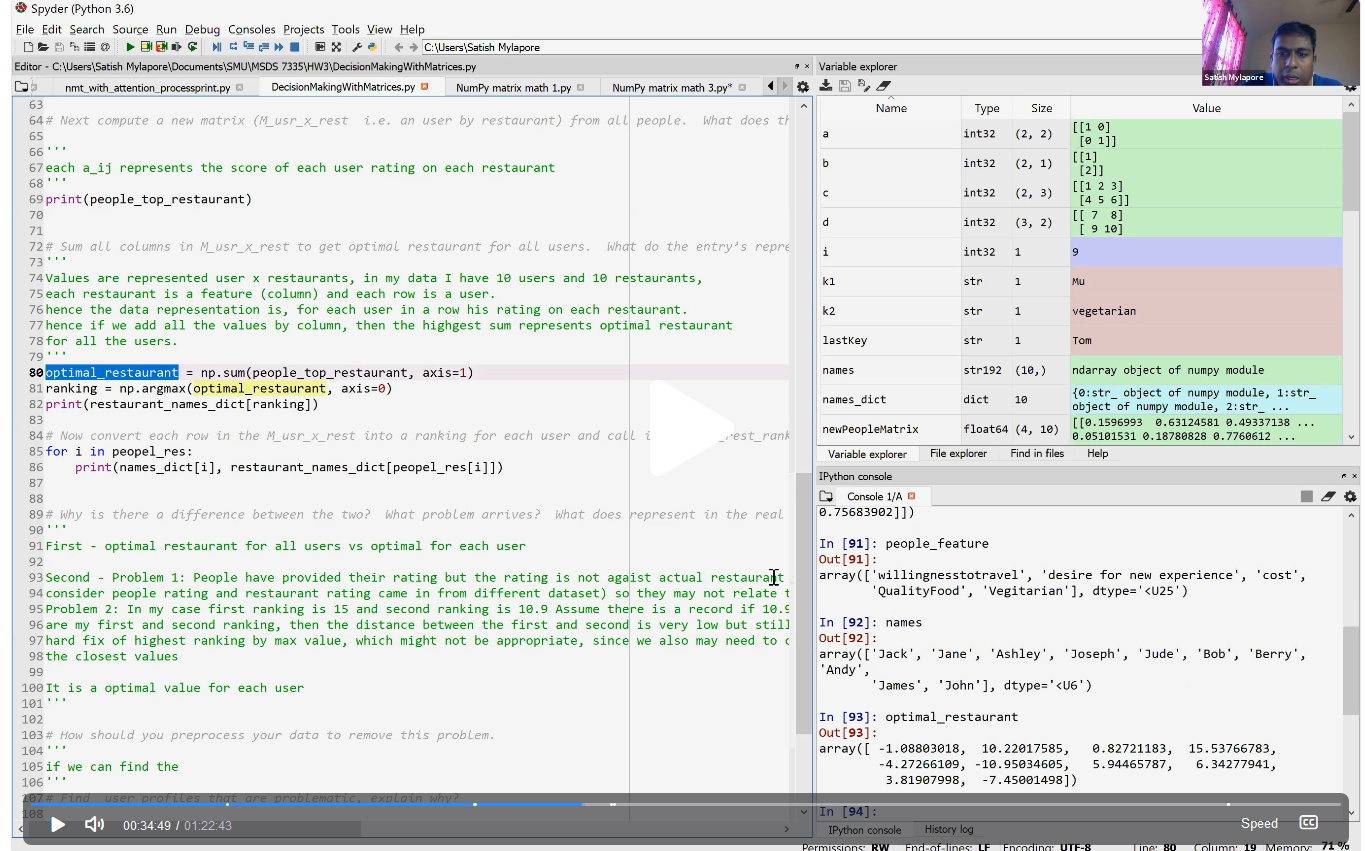 Spyder (Python 3.6)
File Edit Search Source Run Debug Consoles Projects Tools View Help
C:\Users\Satish Mylapore
Satish Mylapore
Editor - C:\Users\Satish Mylapore\Documents\SMU\MSDS 7335\HW3\DecisionMakingWithMatrices.py
nmt_with_attention_processprint.py DecisionMakingWithMatrices.py NumPy matrix math 1.py NumPy matrix math 3.py*
63
64 # Next compute a new matrix (M_usr_x_rest i.e. an user by restaurant) from all people. What does th
65
66 '''
67 each a_ij represents the score of each user rating on each restaurant
68 '''
69 print(people_top_restaurant)
70
71
72 # Sum all columns in M_usr_x_rest to get optimal restaurant for all users. What do the entry's repre
73 '''
74 Values are represented user x restaurants, in my data I have 10 users and 10 restaurants,
75 each restaurant is a feature (column) and each row is a user.
76 hence the data representation is, for each user in a row his rating on each restaurant.
77 hence if we add all the values by column, then the highgest sum represents optimal restaurant
78 for all the users.
79 '''
80 optimal_restaurant = np.sum(people_top_restaurant, axis=1)
81 ranking = np.argmax(optimal_restaurant, axis=0)
82 print(restaurant_names_dict[ranking])
83
84 # Now convert each row in the M_usr_x_rest into a ranking for each user and call i est_rank
85 for i in peopel_res:
86 print(names_dict[i], restaurant_names_dict[peopel_res[i]])
87
88
89 # Why is there a difference between the two? What problem arrives? What does represent in the real
90 '''
91 First - optimal restaurant for all users vs optimal for each user
92
93 Second - Problem 1: People have provided their rating but the rating is not agaist actual restaurant
94 consider people rating and restaurant rating came in from different dataset) so they may not relate t
95 Problem 2: In my case first ranking is 15 and second ranking is 10.9 Assume there is a record if 10.9
96 are my first and second ranking, then the distance between the first and second is very low but still
97 hard fix of highest ranking by max value, which might not be appropriate, since we also may need to c
98 the closest values
99
100 It is a optimal value for each user
101 '''
102
103 # How should you preprocess your data to remove this problem.
104 '''
105 if we can find the
106 '''
107 # Find user profiles that are problematic, explain why?
108
Variable explorer
Name Type Size Value
a int32 (2, 2) [[1 0]
[0 1]]
b int32 (2, 1) [[1]
[2]]
c int32 (2, 3) [[1 2 3]
[4 5 6]]
d int32 (3, 2) [[ 7 8]
[ 9 10]
i int32 1 9
k1 str 1 Mu
k2 str 1 vegetarian
lastKey str 1 Tom
names str192 (10,) ndarray object of numpy module
names_dict dict 10 {0:str_ object of numpy module, 1:str_
object of numpy module, 2:str_ ...
newPeopleMatrix float64 (4, 10) [[0.1596993 0.63124581 0.49337138 ...
0.05101531 0.18780828 0.7760612 ...
Variable explorer File explorer Find in files Help
IPython console
Console 1/A
0.75683902]])
In [91]: people_feature
Out[91]:
array(['willingnesstotravel', 'desire for new experience', 'cost',
'QualityFood', 'Vegitarian'], dtype='<U25')
In [92]: names
Out[92]:
array(['Jack', 'Jane', 'Ashley', 'Joseph', 'Jude', 'Bob', 'Berry',
'Andy',
'James', 'John'], dtype='<U6')
In [93]: optimal_restaurant
Out[93]:
array([ -1.08803018, 10.22017585, 0.82721183, 15.53766783,
-4.27266109, -10.95034605, 5.94465787, 6.34277941,
3.81907998, -7.45001498])
In [94]:
IPython console History log
00:34:49 / 01:22:43
Speed CC
Permissions: RW End-of-lines: LF Encoding: UTF-8 Line: 80 Column: 19 Memory: 71 %